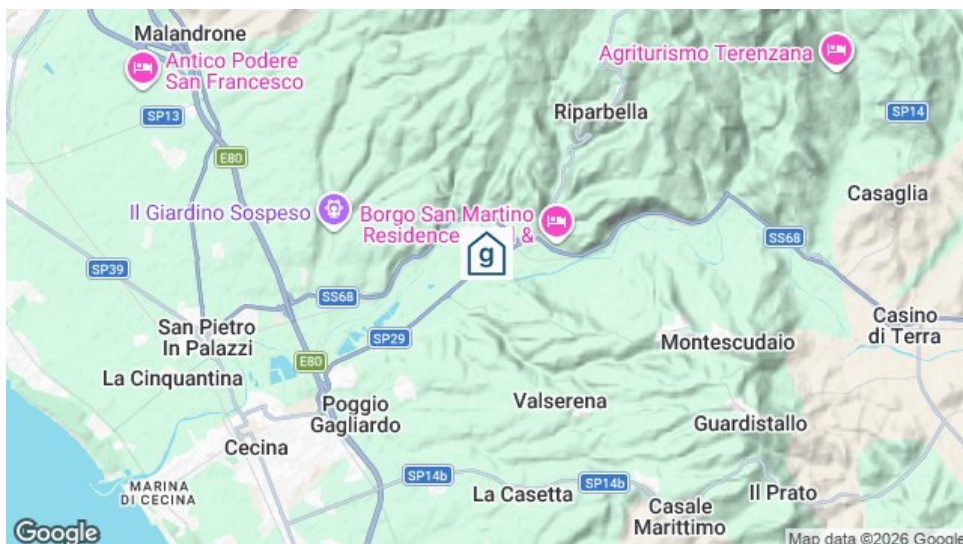 Malandrone
Antico Podere
San Francesco
Agriturismo Terenzana
SP13
Riparbella
SP14
E80
Casaglia
Il Giardino Sospeso
Borgo San Martino
Residence
&
g
SS68
SP39
SS68
San Pietro
In Palazzi
SP29
Casino
di Terra
Montescudaio
E80
La Cinquantina
Poggio
Gagliardo
Valserena
Guardistallo
Cecina
SP14b
MARINA
DI CECINA
La Casetta
SP14b
Il Prato
Casale
Marittimo
Google
Map data ©2026 Google